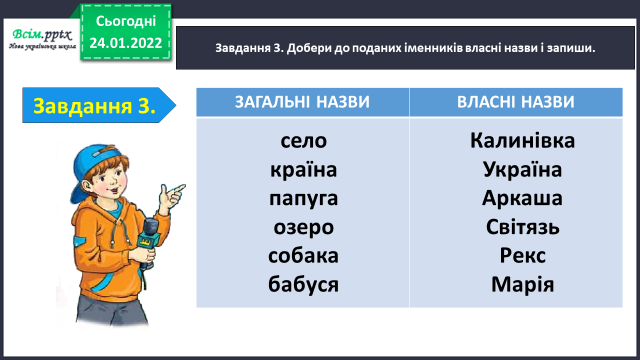 Всім.pptx
Нова українська школа
Сьогодні
24.01.2022
Завдання 3. Добери до поданих іменників власні назви і запиши.
Завдання 3.
ЗАГАЛЬНІ НАЗВИ ВЛАСНІ НАЗВИ
село Калинівка
країна Україна
папуга Аркаша
озеро Світязь
собака Рекс
бабуся Марія